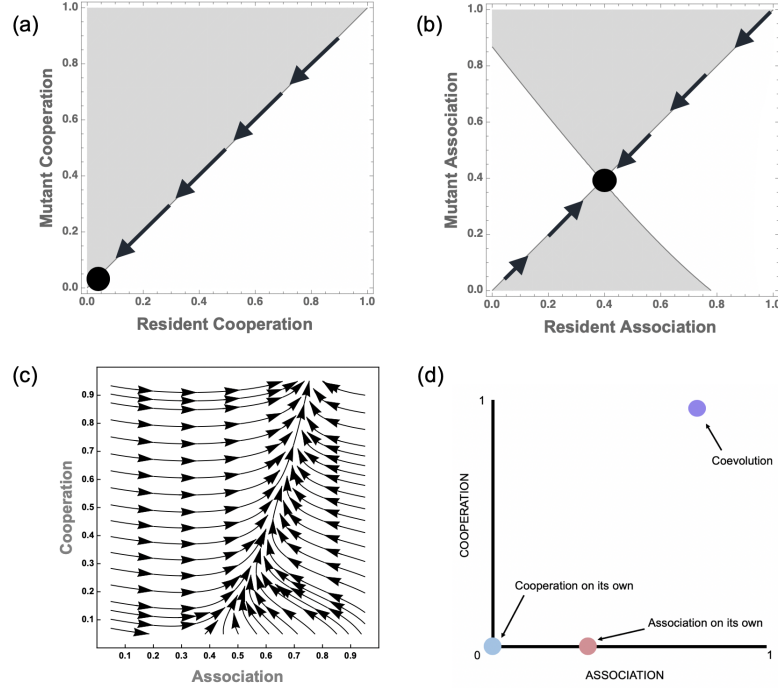 (a)
Mutant Cooperation
1.0
0.8
0.6
0.4
0.2
0.0
0.0 0.2 0.4 0.6 0.8 1.0
Resident Cooperation
(b)
Mutant Association
1.0
0.8
0.6
0.4
0.2
0.0
0.0 0.2 0.4 0.6 0.8 1.0
Resident Association
(c)
Cooperation
0.9
0.8
0.7
0.6
0.5
0.4
0.3
0.2
0.1
0.1 0.2 0.3 0.4 0.5 0.6 0.7 0.8 0.9
Association
(d)
1
COOPERATION
Coevolution
Cooperation on its own
Association on its own
0
1
ASSOCIATION